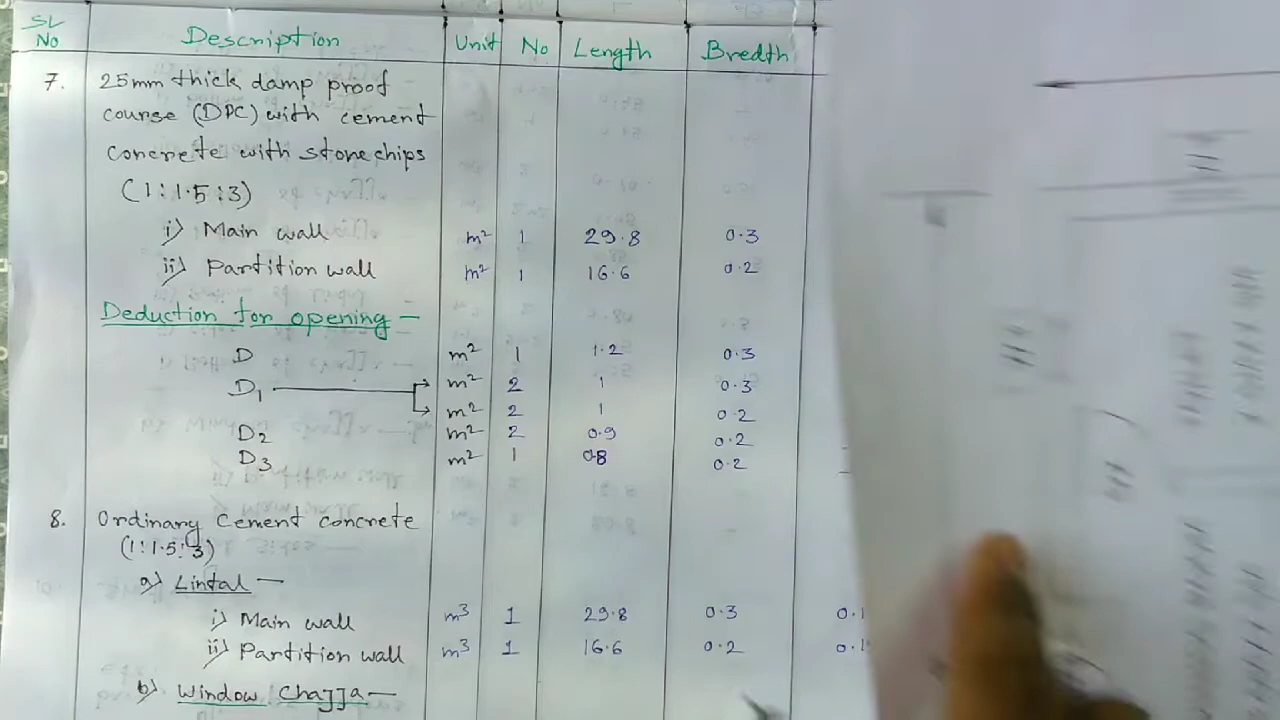 SL No Description Unit No Length Bredth
7. 25mm thick damp proof
course (DPC) with cement
concrete with stone chips
(1:1.5:3)
i) Main wall m² 1 29.8 0.3
ii) Partition wall m² 1 16.6 0.2
Deduction for opening —
D m² 1 1.2 0.3
D1 m² 2 1 0.3
m² 2 1 0.2
D2 m² 2 0.9 0.2
D3 m² 1 0.8 0.2
8. Ordinary Cement concrete
(1:1.5:3)
a) Lintal —
i) Main wall m³ 1 29.8 0.3
ii) Partition wall m³ 1 16.6 0.2
b) Window Chajja —